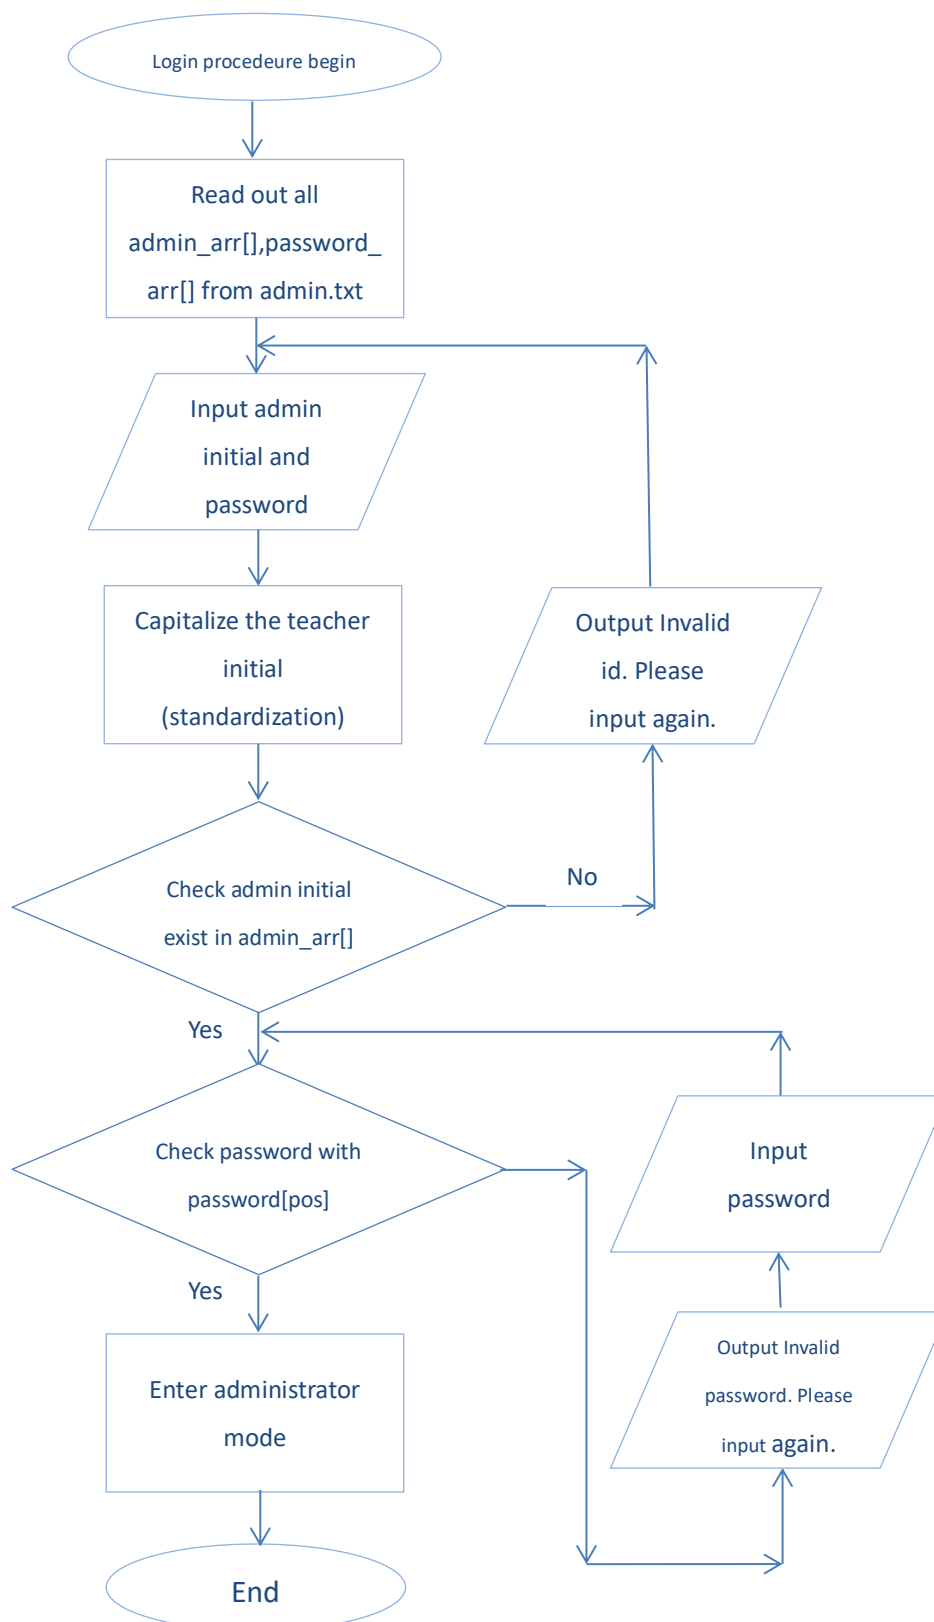 Login procedeure begin
Read out all
admin_arr[],password_
arr[] from admin.txt
Input admin
initial and
password
Capitalize the teacher
initial
(standardization)
Output Invalid
id. Please
input again.
Check admin initial
exist in admin_arr[]
No
Yes
Check password with
password[pos]
Input
password
Yes
Output Invalid
password. Please
input again.
Enter administrator
mode
End